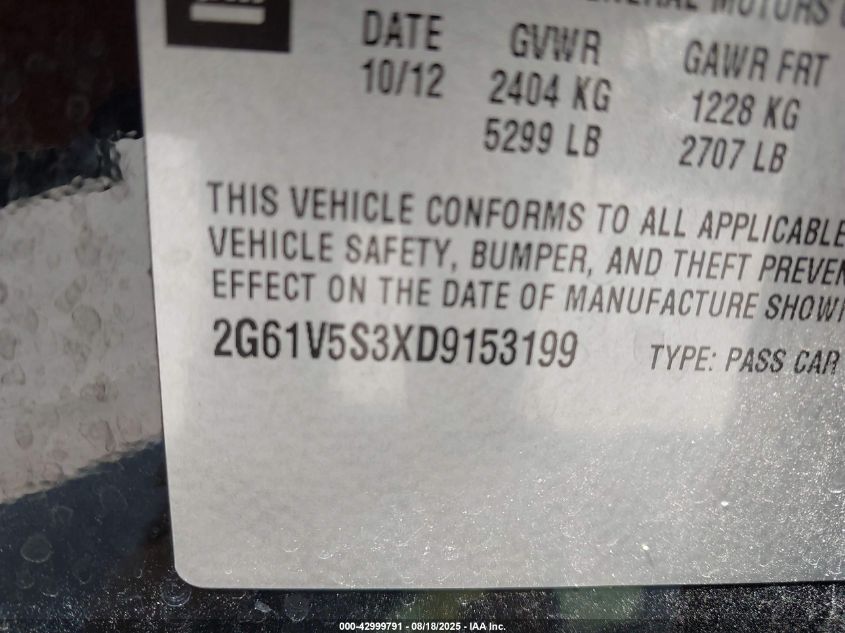 GENERAL MOTORS
DATE GVWR GAWR FRT
10/12 2404 KG 1228 KG
5299 LB 2707 LB
THIS VEHICLE CONFORMS TO ALL APPLICABLE
VEHICLE SAFETY, BUMPER, AND THEFT PREVEN
EFFECT ON THE DATE OF MANUFACTURE SHOW
2G61V5S3XD9153199 TYPE: PASS CAR
000-42999791 - 08/18/2025 - IAA Inc.